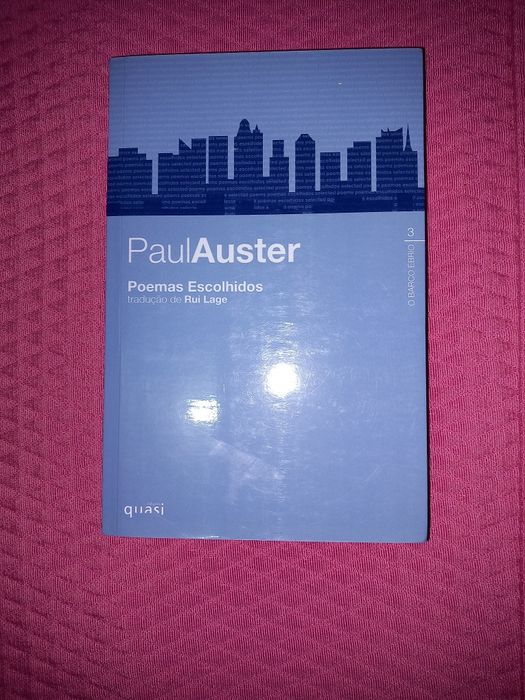 PaulAuster
Poemas Escolhidos
tradução de Rui Lage
O BARCO ÉBRIO 3
quasi